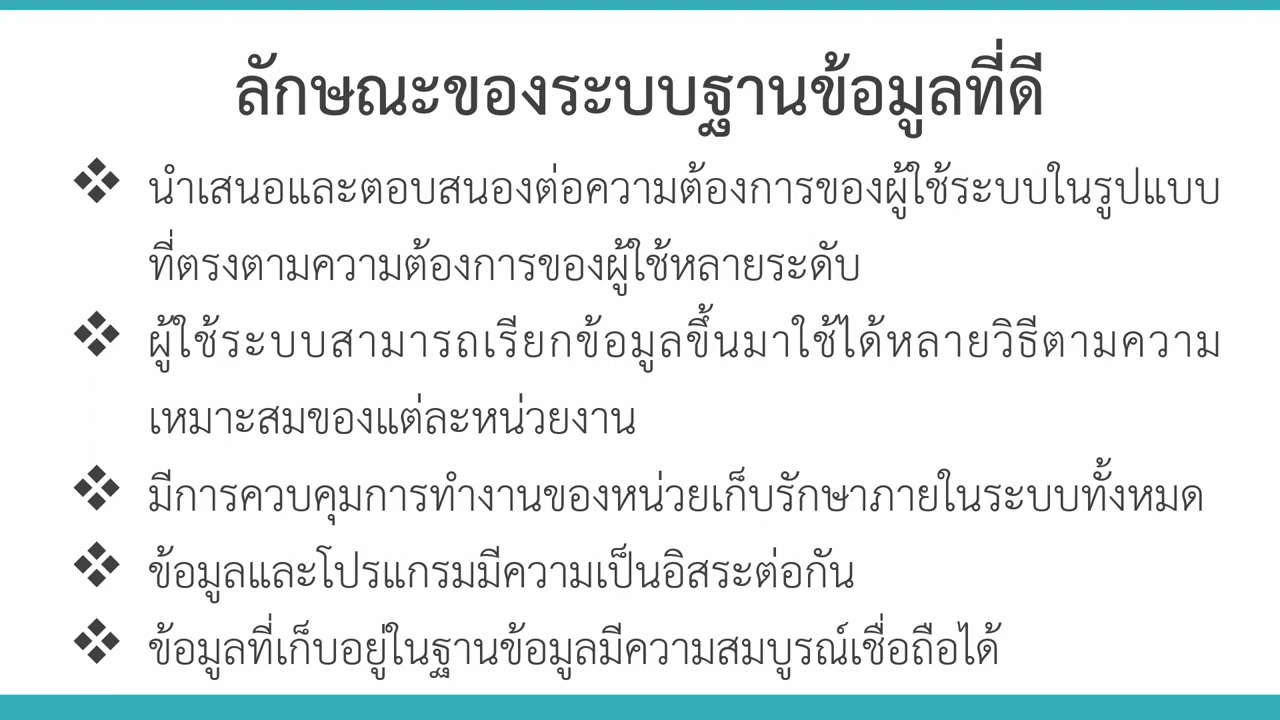 ลักษณะของระบบฐานข้อมูลที่ดี
❖ นำเสนอและตอบสนองต่อความต้องการของผู้ใช้ระบบในรูปแบบ
ที่ตรงตามความต้องการของผู้ใช้หลายระดับ
❖ ผู้ใช้ระบบสามารถเรียกข้อมูลขึ้นมาใช้ได้หลายวิธีตามความ
เหมาะสมของแต่ละหน่วยงาน
❖ มีการควบคุมการทำงานของหน่วยเก็บรักษาภายในระบบทั้งหมด
❖ ข้อมูลและโปรแกรมมีความเป็นอิสระต่อกัน
❖ ข้อมูลที่เก็บอยู่ในฐานข้อมูลมีความสมบูรณ์เชื่อถือได้